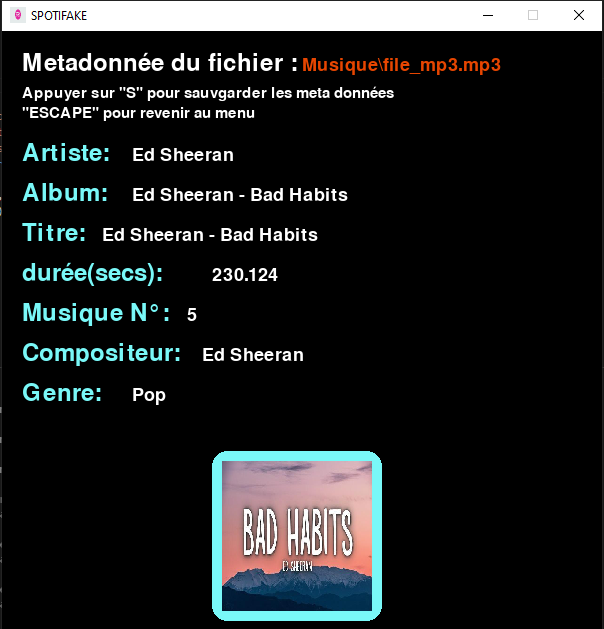 SPOTIFAKE
Metadonnée du fichier : Musique\file_mp3.mp3
Appuyer sur "S" pour sauvgarder les meta données
"ESCAPE" pour revenir au menu
Artiste: Ed Sheeran
Album: Ed Sheeran - Bad Habits
Titre: Ed Sheeran - Bad Habits
durée(secs): 230.124
Musique N°: 5
Compositeur: Ed Sheeran
Genre: Pop
BAD HABITS
ED SHEERAN